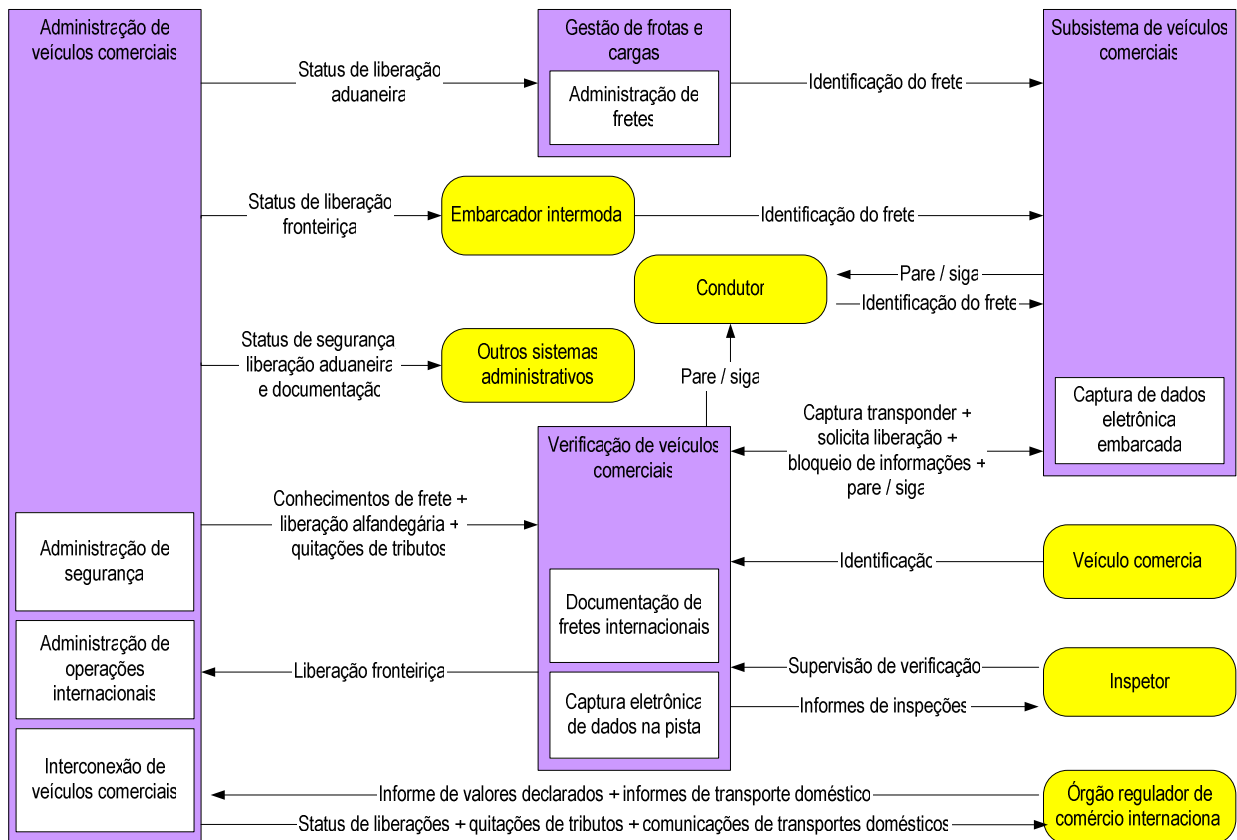 Administração de
veículos comerciais
Gestão de frotas e
cargas
Subsistema de veículos
comerciais
Status de liberação
aduaneira
Administração de
fretes
Identificação do frete
Status de liberação
fronteiriça
Embarcador intermoda
Identificação do frete
Pare / siga
Condutor
Identificação do frete
Status de segurança
liberação aduaneira
e documentação
Outros sistemas
administrativos
Pare / siga
Captura de dados
eletrônica
embarcada
Captura transponder +
solicita liberação +
bloqueio de informações +
pare / siga
Verificação de veículos
comerciais
Conhecimentos de frete +
liberação alfandegária +
quitações de tributos
Administração de
segurança
Identificação
Veículo comercia
Documentação de
fretes internacionais
Administração de
operações
internacionais
Liberação fronteiriça
Supervisão de verificação
Inspetor
Informes de inspeções
Captura eletrônica
de dados na pista
Interconexão de
veículos comerciais
Informe de valores declarados + informes de transporte doméstico
Órgão regulador de
comércio internaciona
Status de liberações + quitações de tributos + comunicações de transportes domésticos